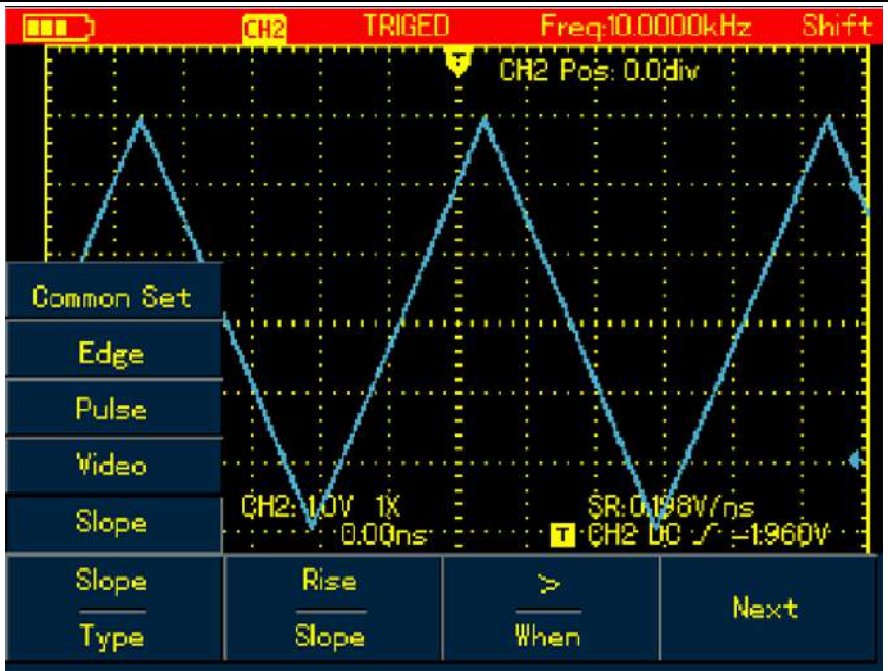 CH2 TRIGED Freq:10.0000kHz Shift
T
CH2 Pos: 0.0div
Common Set
Edge
Pulse
Video
Slope
CH2: 1.0V 1X SR:0.198V/ns
0.00ns T CH2 DC -1.960V
Slope Rise > Next
Type Slope When